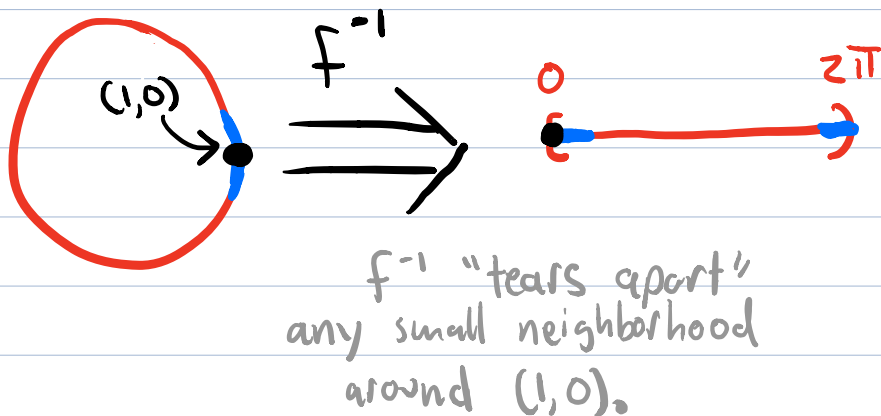 f⁻¹
(1,0)
0
2π
[
)
f⁻¹ "tears apart"
any small neighborhood
around (1,0).